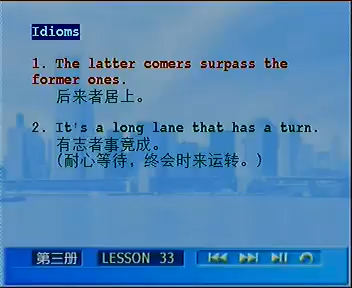 Idioms
1. The latter comers surpass the
former ones.
后来者居上。
2. It's a long lane that has a turn.
有志者事竟成。
(耐心等待，终会时来运转。)
第三册 LESSON 33